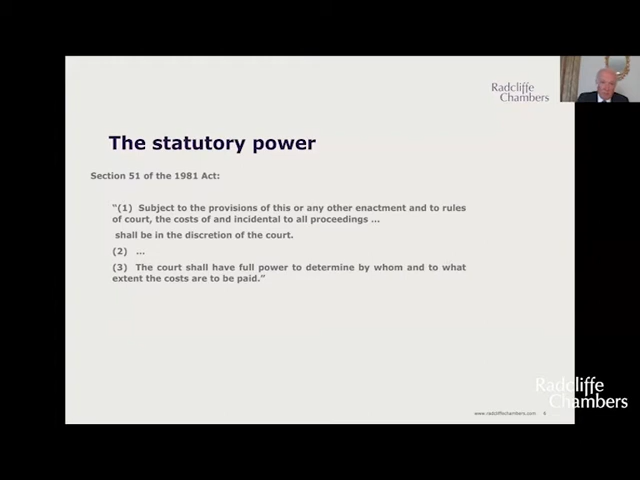 Radcliffe
Chambers
The statutory power
Section 51 of the 1981 Act:
“(1) Subject to the provisions of this or any other enactment and to rules
of court, the costs of and incidental to all proceedings ...
shall be in the discretion of the court.
(2) ...
(3) The court shall have full power to determine by whom and to what
extent the costs are to be paid.”
Radcliffe
Chambers
www.radcliffechambers.com